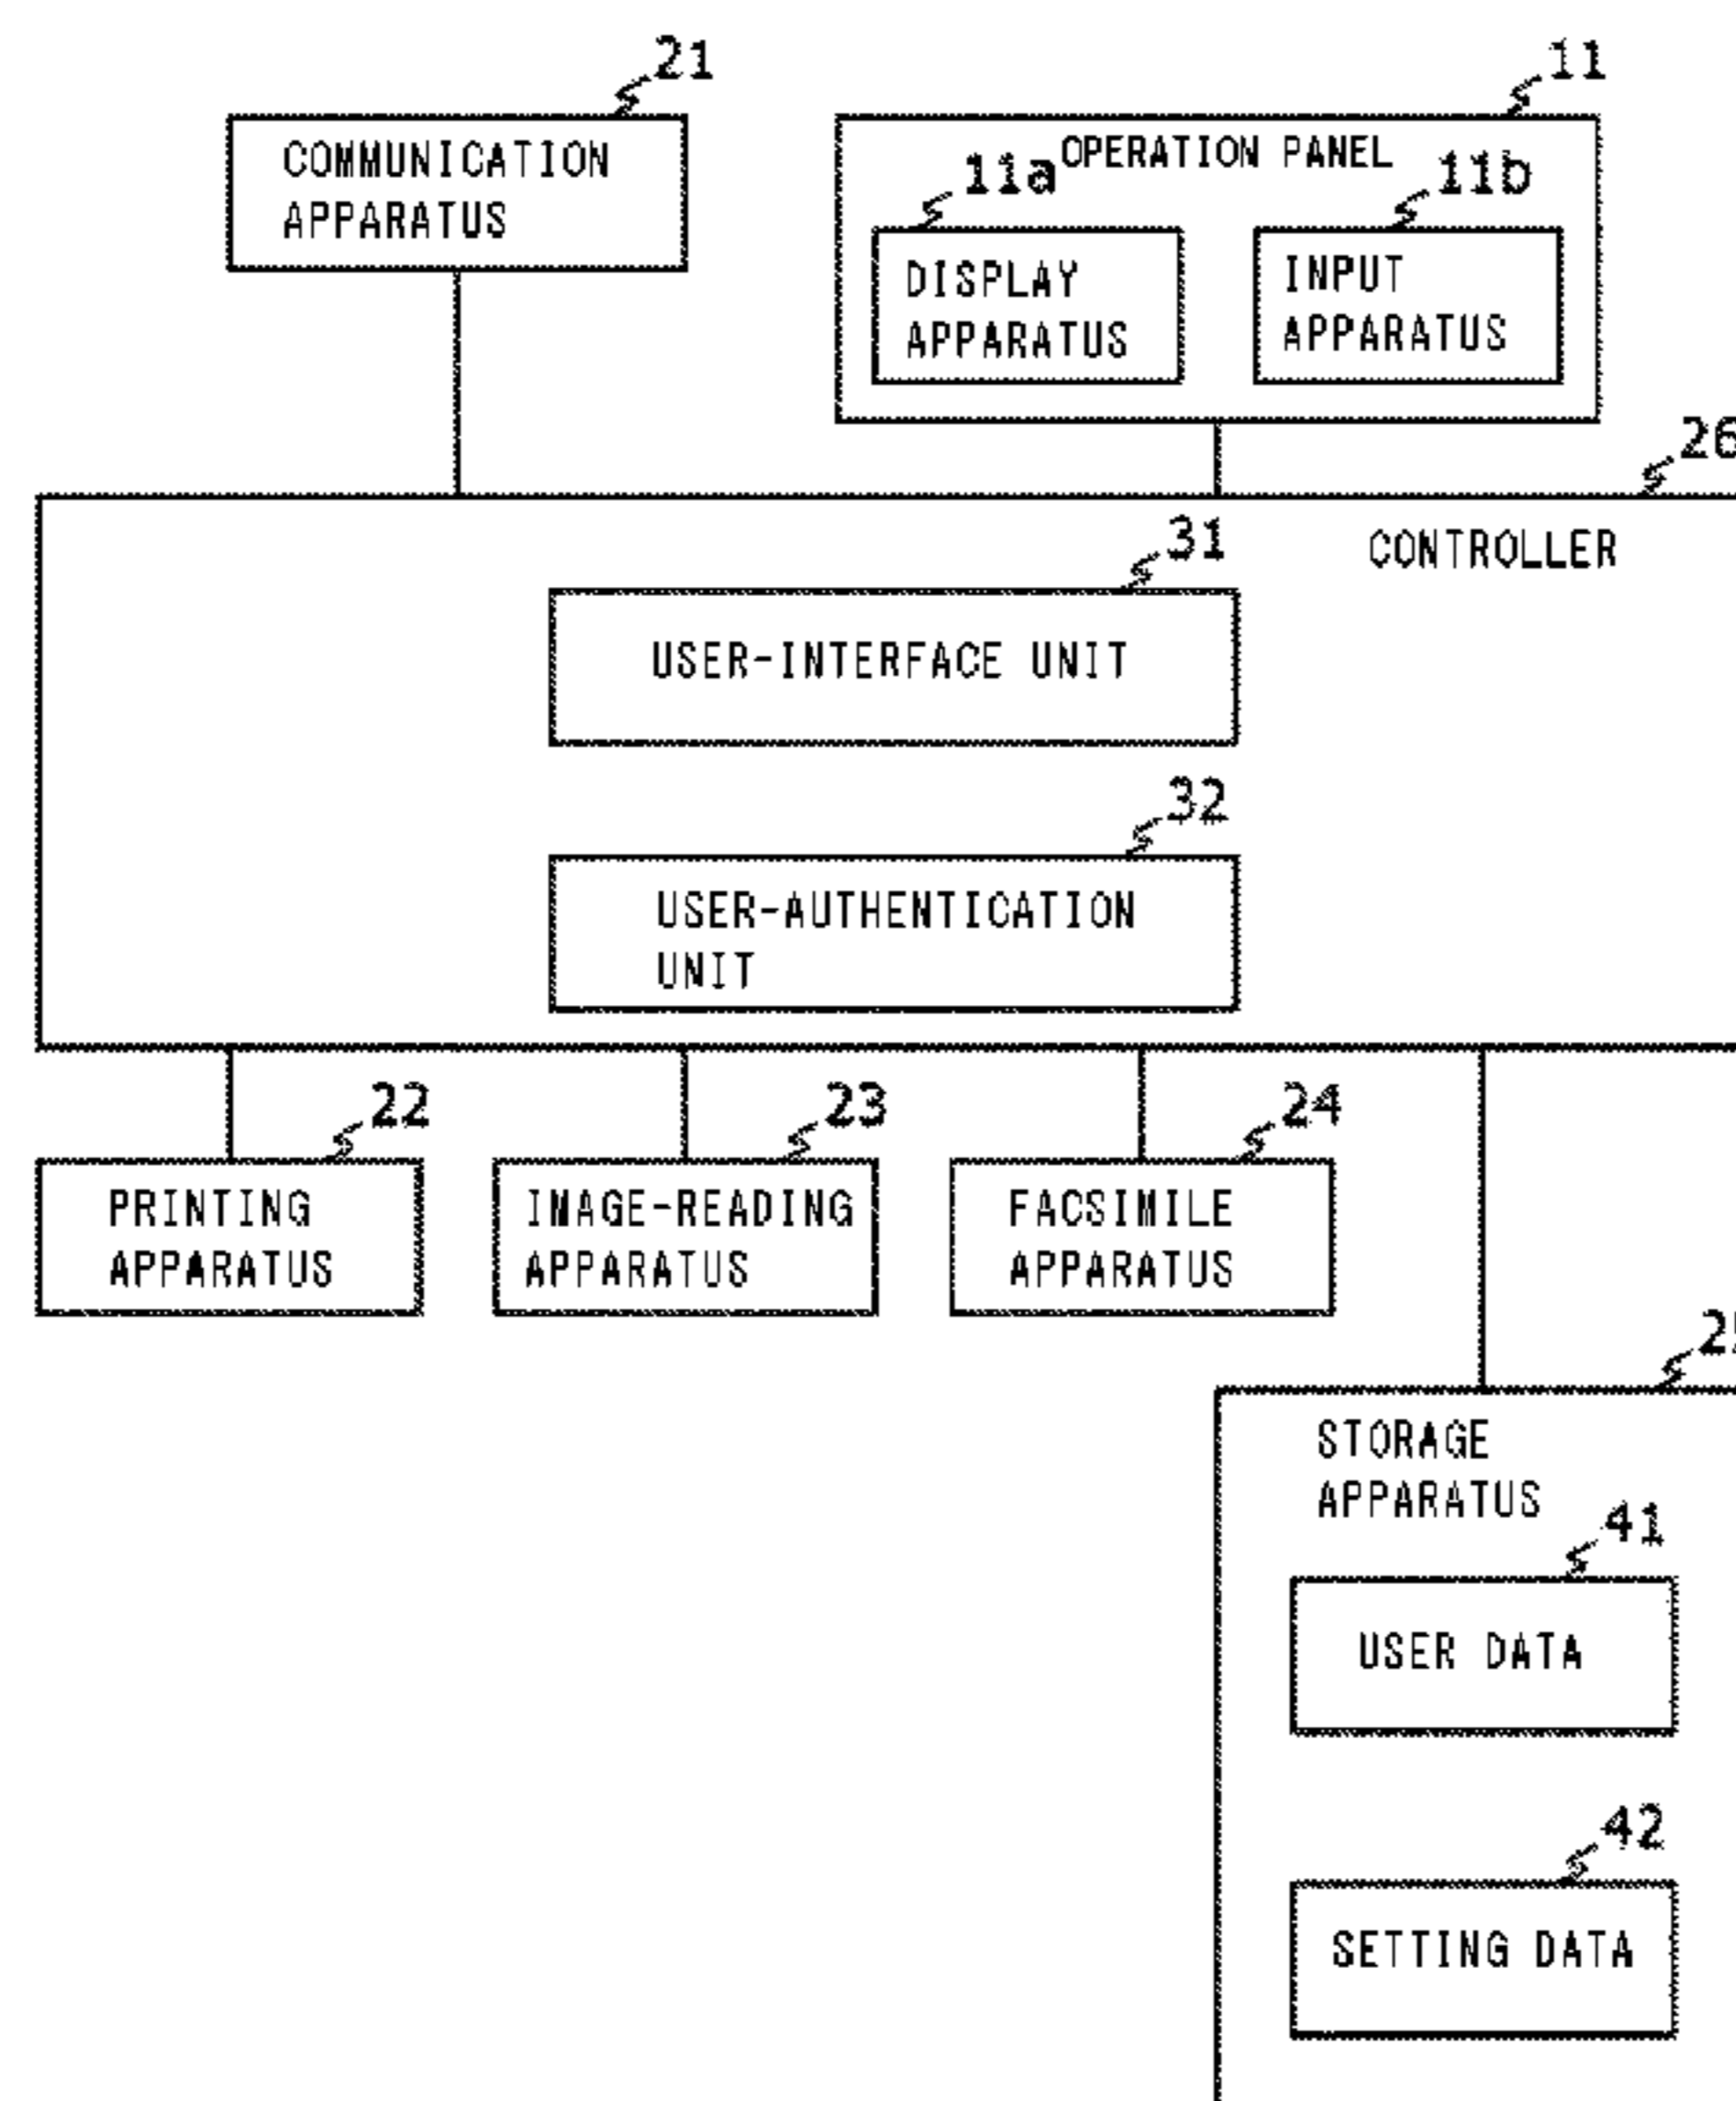 21
COMMUNICATION
APPARATUS
11
OPERATION PANEL
11a
DISPLAY
APPARATUS
11b
INPUT
APPARATUS
26
CONTROLLER
31
USER-INTERFACE UNIT
32
USER-AUTHENTICATION
UNIT
22
PRINTING
APPARATUS
23
IMAGE-READING
APPARATUS
24
FACSIMILE
APPARATUS
STORAGE
APPARATUS
41
USER DATA
42
SETTING DATA